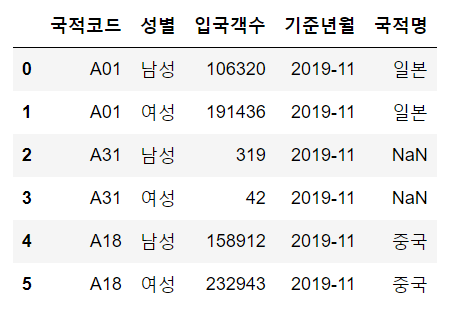 국적코드 성별 입국객수 기준년월 국적명
0 A01 남성 106320 2019-11 일본
1 A01 여성 191436 2019-11 일본
2 A31 남성 319 2019-11 NaN
3 A31 여성 42 2019-11 NaN
4 A18 남성 158912 2019-11 중국
5 A18 여성 232943 2019-11 중국